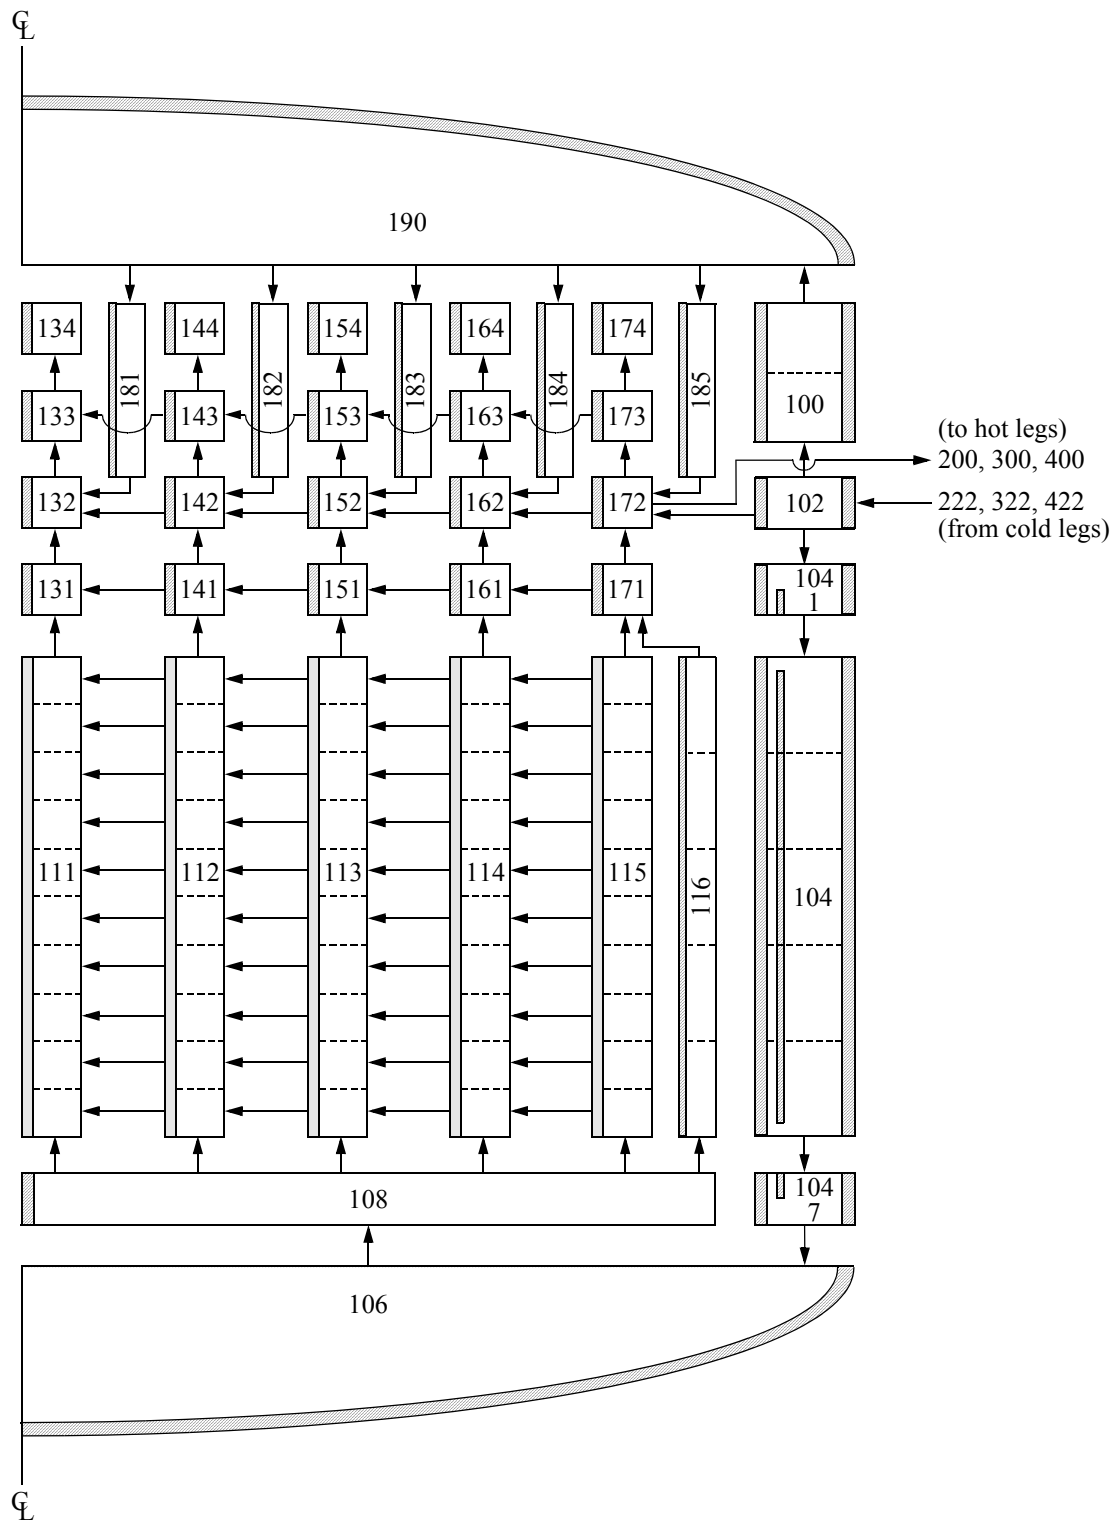 ℄
190
134 144 154 164 174
181 182 183 184 185
133 143 153 163 173 100
(to hot legs)
200, 300, 400
132 142 152 162 172 102
222, 322, 422
(from cold legs)
131 141 151 161 171 104
1
111 112 113 114 115 116 104
108 104
7
106
℄